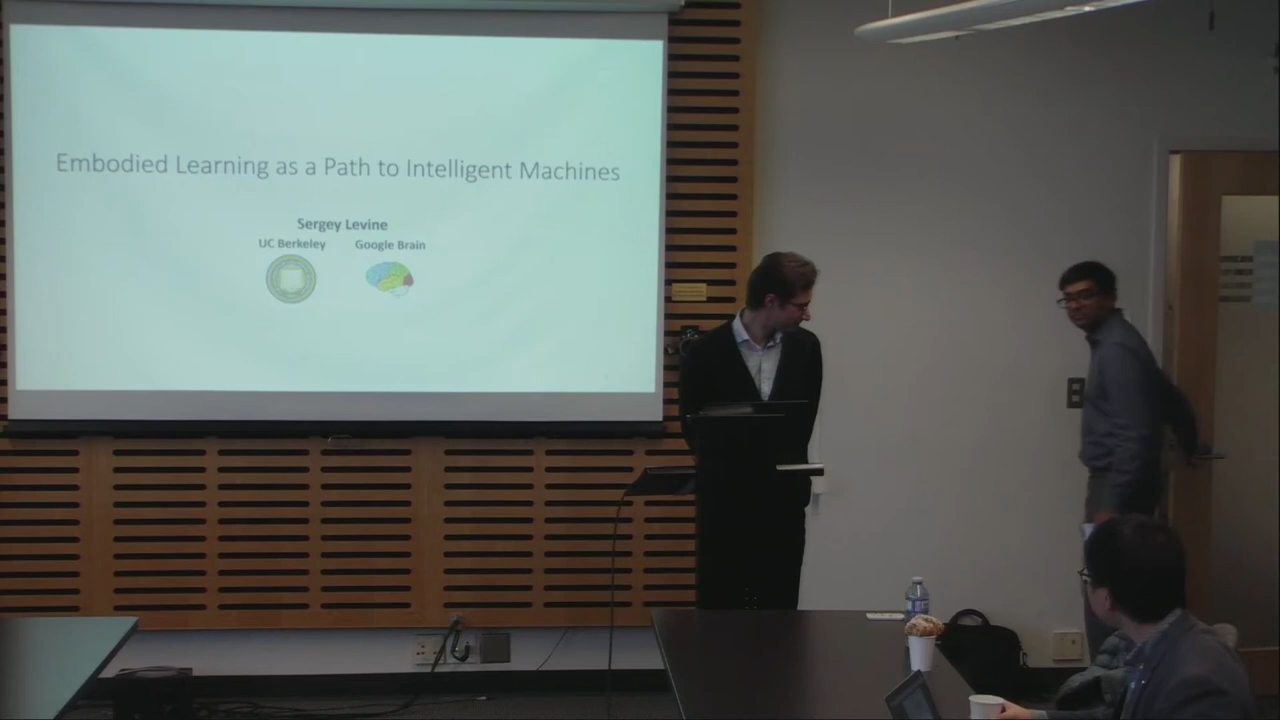 Embodied Learning as a Path to Intelligent Machines
Sergey Levine
UC Berkeley
Google Brain